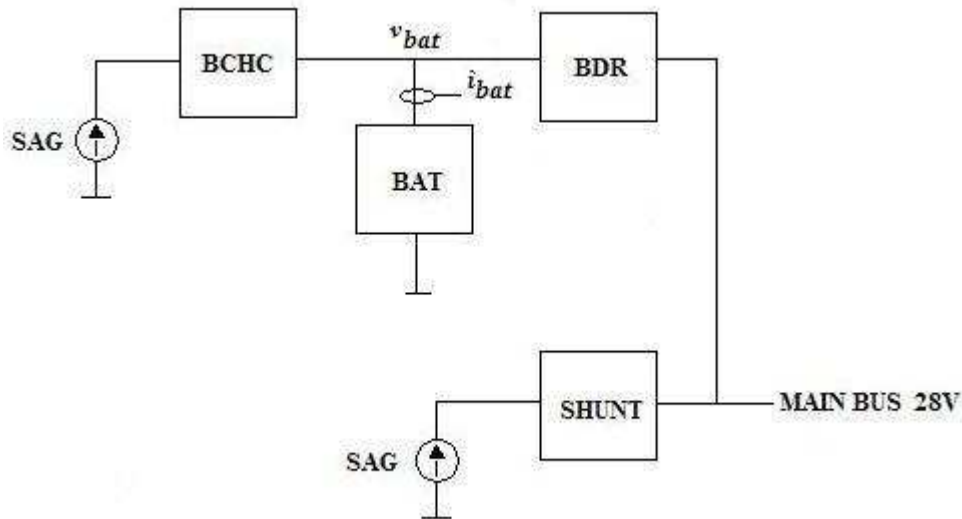 v_bat
BCHC
BDR
i_bat
SAG
BAT
SHUNT
MAIN BUS 28V
SAG